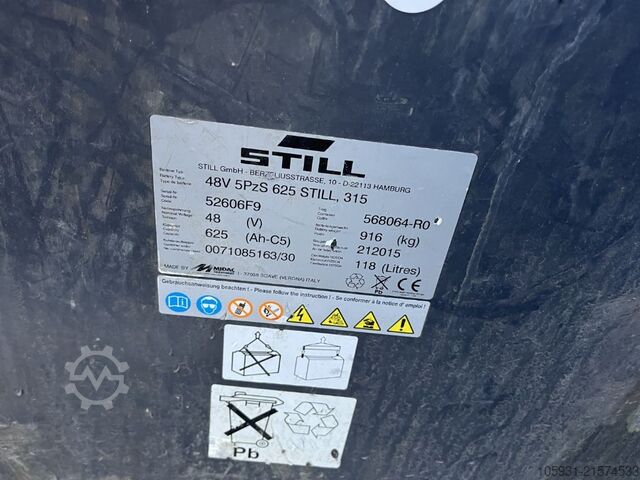 STILL
STILL GmbH - BERZELIUSSTRASSE, 10 - D-22113 HAMBURG
48V 5PzS 625 STILL, 315
52606F9 568064-R0
48 (V) 916 (kg)
625 (Ah-C5) 212015
0071085163/30 118 (Litres)
MADE BY MIDAC - 37038 SOAVE (VERONA) ITALY
Pb
Gebrauchsanweisung beachten ! - Please follow the instruction ! - Se conformer à la notice d' emploi !
Pb
105931-21574533